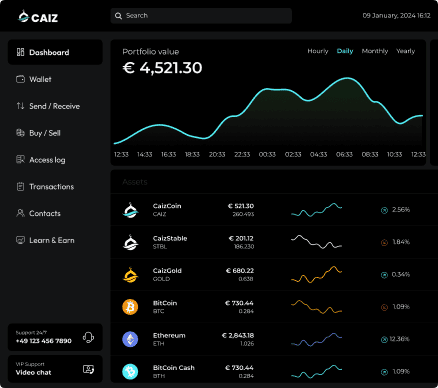 CAIZ
Search
09 January, 2024 16:12
Dashboard
Wallet
Send / Receive
Buy / Sell
Access log
Transactions
Contacts
Learn & Earn
Support 24/7
+49 123 456 7890
VIP Support
Video chat
Portfolio value
€ 4,521.30
Hourly Daily Monthly Yearly
12:33 14:33 16:33 18:33 20:33 22:33 00:33 02:33 04:33 06:33 08:33 10:33 12:33
Assets
CaizCoin € 521.30
CAIZ 260.493 2.56%
CaizStable € 201.12
STBL 186.230 1.84%
CaizGold € 680.22
GOLD 0.638 0.34%
BitCoin € 730.44
BTC 0.284 1.09%
Ethereum € 2,843.18
ETH 1.026 12.36%
BitCoin Cash € 730.44
BTH 0.284 1.09%